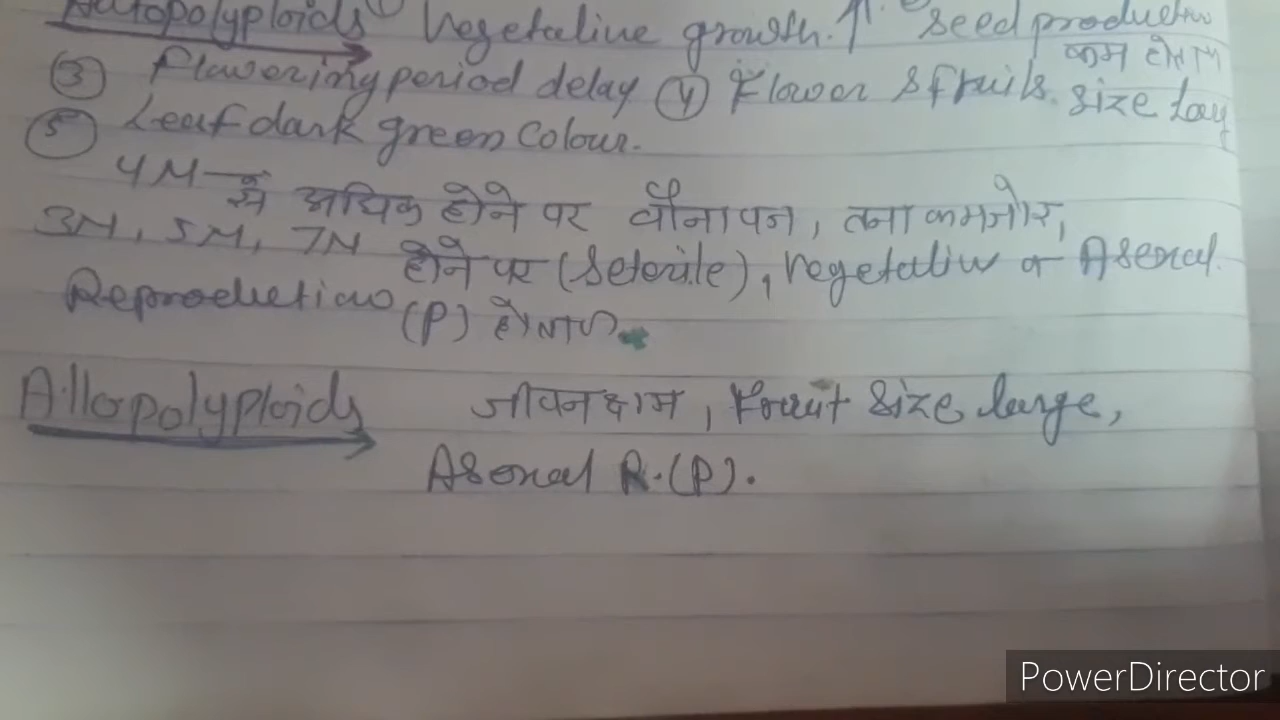 Autopolyploids ① Vegetative growth.↑. ② Seed production
कम होता
③ Flowering period delay ④ Flower & fruits. size Lag
⑤ Leaf dark green Colour.
4N से अधिक होने पर बौनापन, तना कमजोर,
3N, 5N, 7N होने पर (Seterile), Vegetative or Asexual.
Reproduction (P) होता
Allopolyploids जीवनक्षम, Fruit Size large,
Asexual R.(P).
PowerDirector